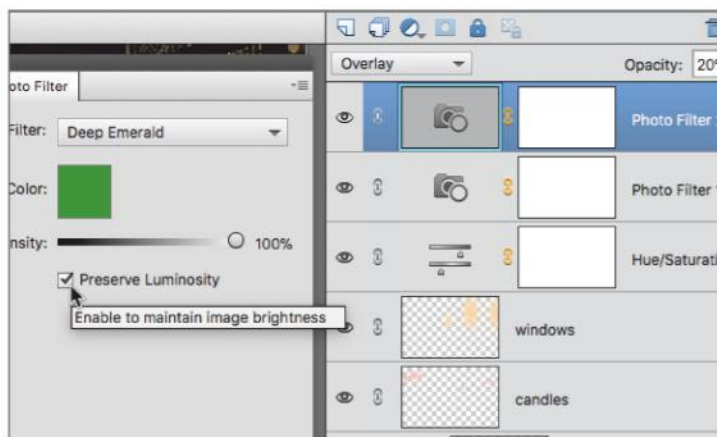 Overlay
Opacity: 20%
oto Filter
Filter: Deep Emerald
Color:
nsity: 100%
Preserve Luminosity
Enable to maintain image brightness
Photo Filter
Photo Filter
Hue/Saturati
windows
candles